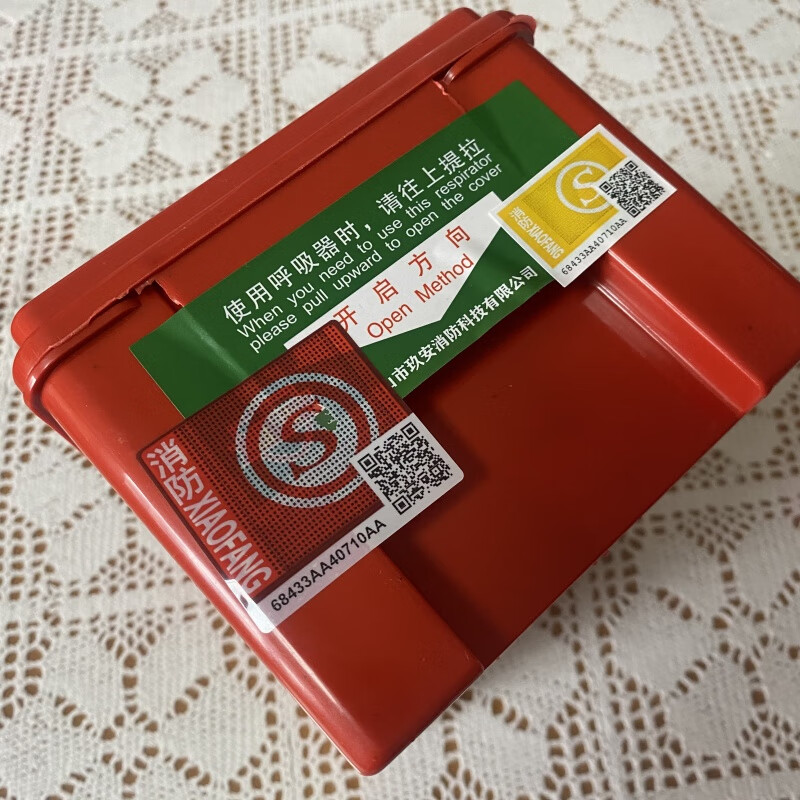 使用呼吸器时，请往上提拉
When you need to use this respirator
please pull upward to open the cover
开启方向
Open Method
山市玖安消防科技有限公司
消防XIAOFANG
68433AA40710AA
消防XIAOFANG
68433AA40710AA